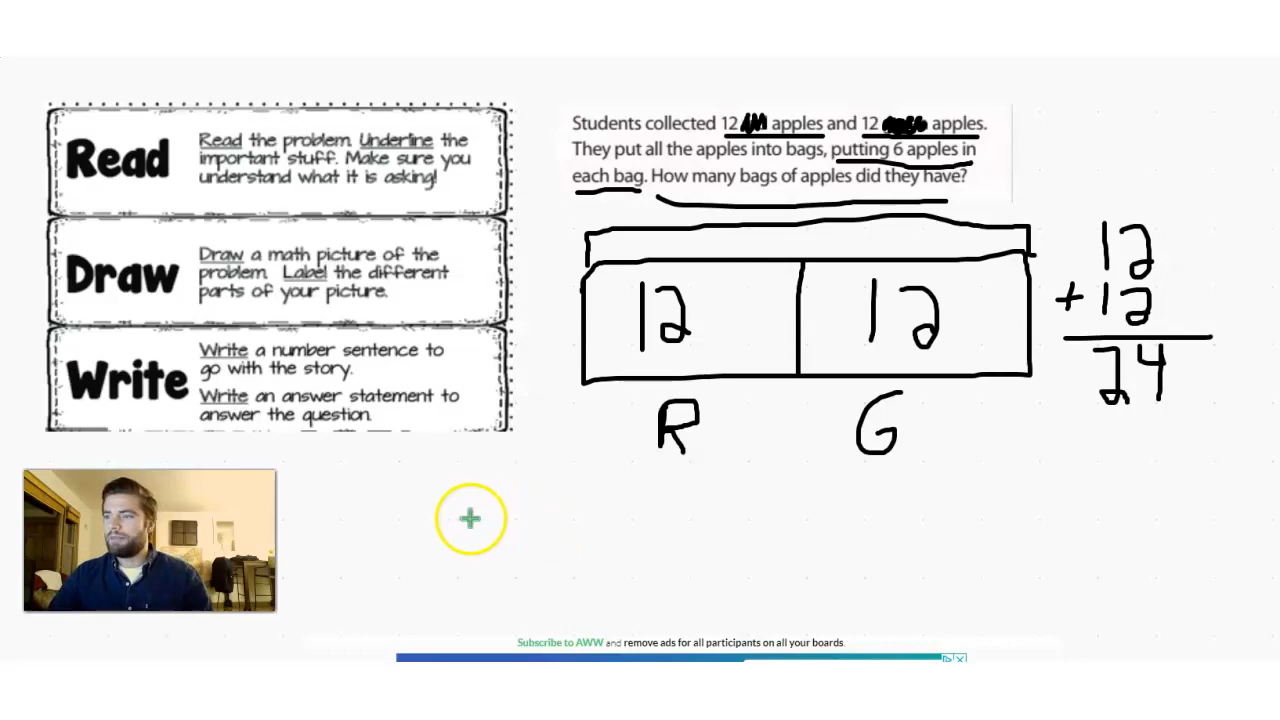 Read
Read the problem. Underline the
important stuff. Make sure you
understand what it is asking!
Draw
Draw a math picture of the
problem. Label the different
parts of your picture.
Write
Write a number sentence to
go with the story.
Write an answer statement to
answer the question.
Students collected 12 apples and 12 apples.
They put all the apples into bags, putting 6 apples in
each bag. How many bags of apples did they have?
12 12
R G
12
+12
24
Subscribe to AWW and remove ads for all participants on all your boards.